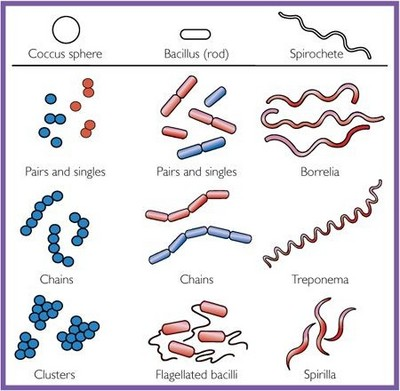 Coccus sphere
Bacillus (rod)
Spirochete
Pairs and singles
Pairs and singles
Borrelia
Chains
Chains
Treponema
Clusters
Flagellated bacilli
Spirilla